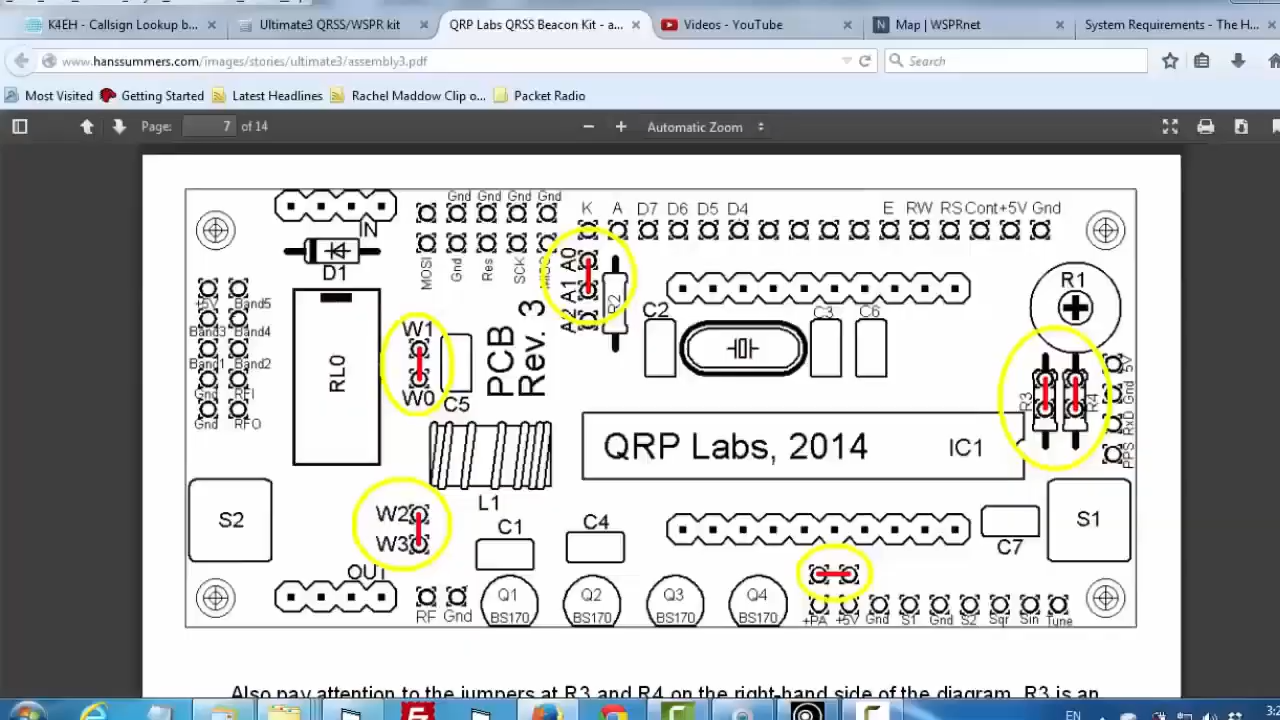 K4EH - Callsign Lookup b...
Ultimate3 QRSS/WSPR kit
QRP Labs QRSS Beacon Kit - a...
Videos - YouTube
Map | WSPRnet
System Requirements - The H...
www.hanssummers.com/images/stories/ultimate3/assembly3.pdf
Search
Most Visited
Getting Started
Latest Headlines
Rachel Maddow Clip o...
Packet Radio
Page: 7 of 14
Automatic Zoom
Gnd Gnd SCK Gnd
K A D7 D6 D5 D4 E RW RS Cont +5V Gnd
IN
D1
MOSI Gnd Res SCK
A0
A1
A2
R2
R1
+5V
Band5
Band3
Band4
Band1
Band2
Gnd
RFI
Gnd
RFO
RL0
W1
W0
C5
PCB
Rev. 3
C2
C3
C6
R3
R4
5V
Gnd
RxD
PPS
QRP Labs, 2014
IC1
L1
S2
W2
W3
C1
C4
C7
S1
OUT
RF Gnd
Q1
BS170
Q2
BS170
Q3
BS170
Q4
BS170
+PA +5V Gnd S1 Gnd S2 Sqr Sin Tune
Also pay attention to the jumpers at R3 and R4 on the right-hand side of the diagram. R3 is an
EN